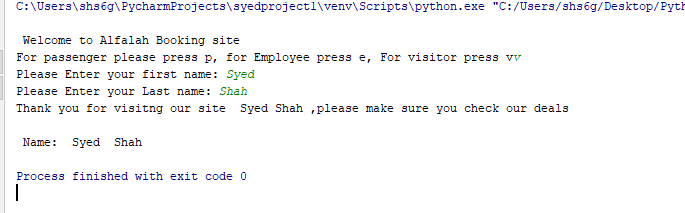 C:\Users\shs6g\PycharmProjects\syedproject1\venv\Scripts\python.exe "C:/Users/shs6g/Desktop/Pyth
Welcome to Alfalah Booking site
For passenger please press p, for Employee press e, For visitor press vv
Please Enter your first name: Syed
Please Enter your Last name: Shah
Thank you for visitng our site  Syed Shah ,please make sure you check our deals
Name:  Syed  Shah
Process finished with exit code 0